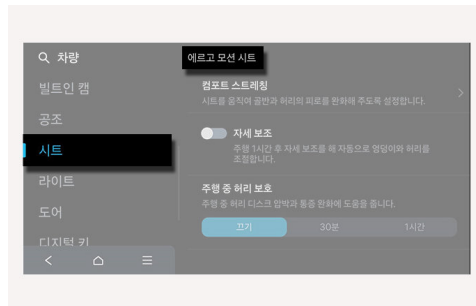 차량
에르고 모션 시트
빌트인 캠
컴포트 스트레칭
시트를 움직여 골반과 허리의 피로를 완화해 주도록 설정합니다.
공조
자세 보조
시트
주행 1시간 후 자세 보조를 해 자동으로 엉덩이와 허리를
조절합니다.
라이트
주행 중 허리 보호
주행 중 허리 디스크 압박과 통증 완화에 도움을 줍니다.
도어
끄기 30분 1시간
디지털 키